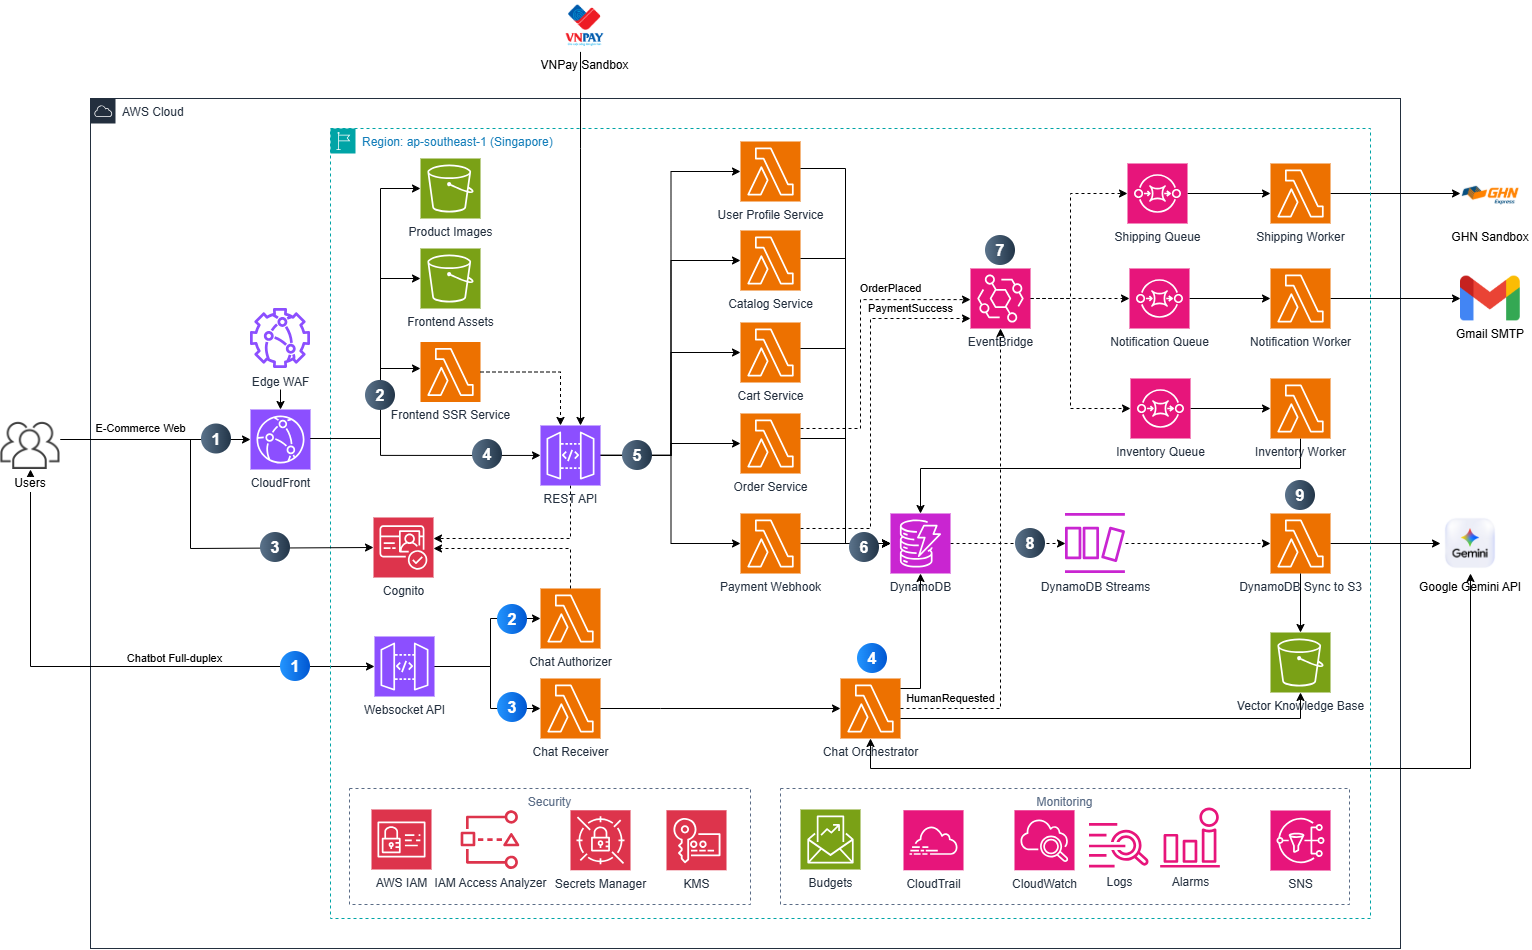 VNPAY
VNPay Sandbox
AWS Cloud
Region: ap-southeast-1 (Singapore)
Product Images
Frontend Assets
Frontend SSR Service
Edge WAF
CloudFront
Users
E-Commerce Web
1
2
3
4
5
REST API
Cognito
User Profile Service
Catalog Service
Cart Service
Order Service
Payment Webhook
OrderPlaced
PaymentSuccess
7
EventBridge
Shipping Queue
Shipping Worker
GHN
Express
GHN Sandbox
Notification Queue
Notification Worker
Gmail SMTP
Inventory Queue
Inventory Worker
6
DynamoDB
8
DynamoDB Streams
9
DynamoDB Sync to S3
Gemini
Google Gemini API
Chatbot Full-duplex
1
Websocket API
2
Chat Authorizer
3
Chat Receiver
4
Chat Orchestrator
HumanRequested
Vector Knowledge Base
Security
AWS IAM
IAM Access Analyzer
Secrets Manager
KMS
Monitoring
Budgets
CloudTrail
CloudWatch
Logs
Alarms
SNS